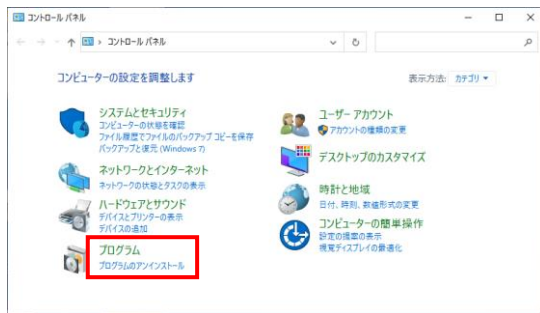 コントロール パネル
コントロール パネル
コンピューターの設定を調整します
表示方法: カテゴリ
システムとセキュリティ
コンピューターの状態を確認
ファイル履歴でファイルのバックアップ コピーを保存
バックアップと復元 (Windows 7)
ネットワークとインターネット
ネットワークの状態とタスクの表示
ハードウェアとサウンド
デバイスとプリンターの表示
デバイスの追加
プログラム
プログラムのアンインストール
ユーザー アカウント
アカウントの種類の変更
デスクトップのカスタマイズ
時計と地域
日付、時刻、数値形式の変更
コンピューターの簡単操作
設定の提案の表示
視覚ディスプレイの最適化